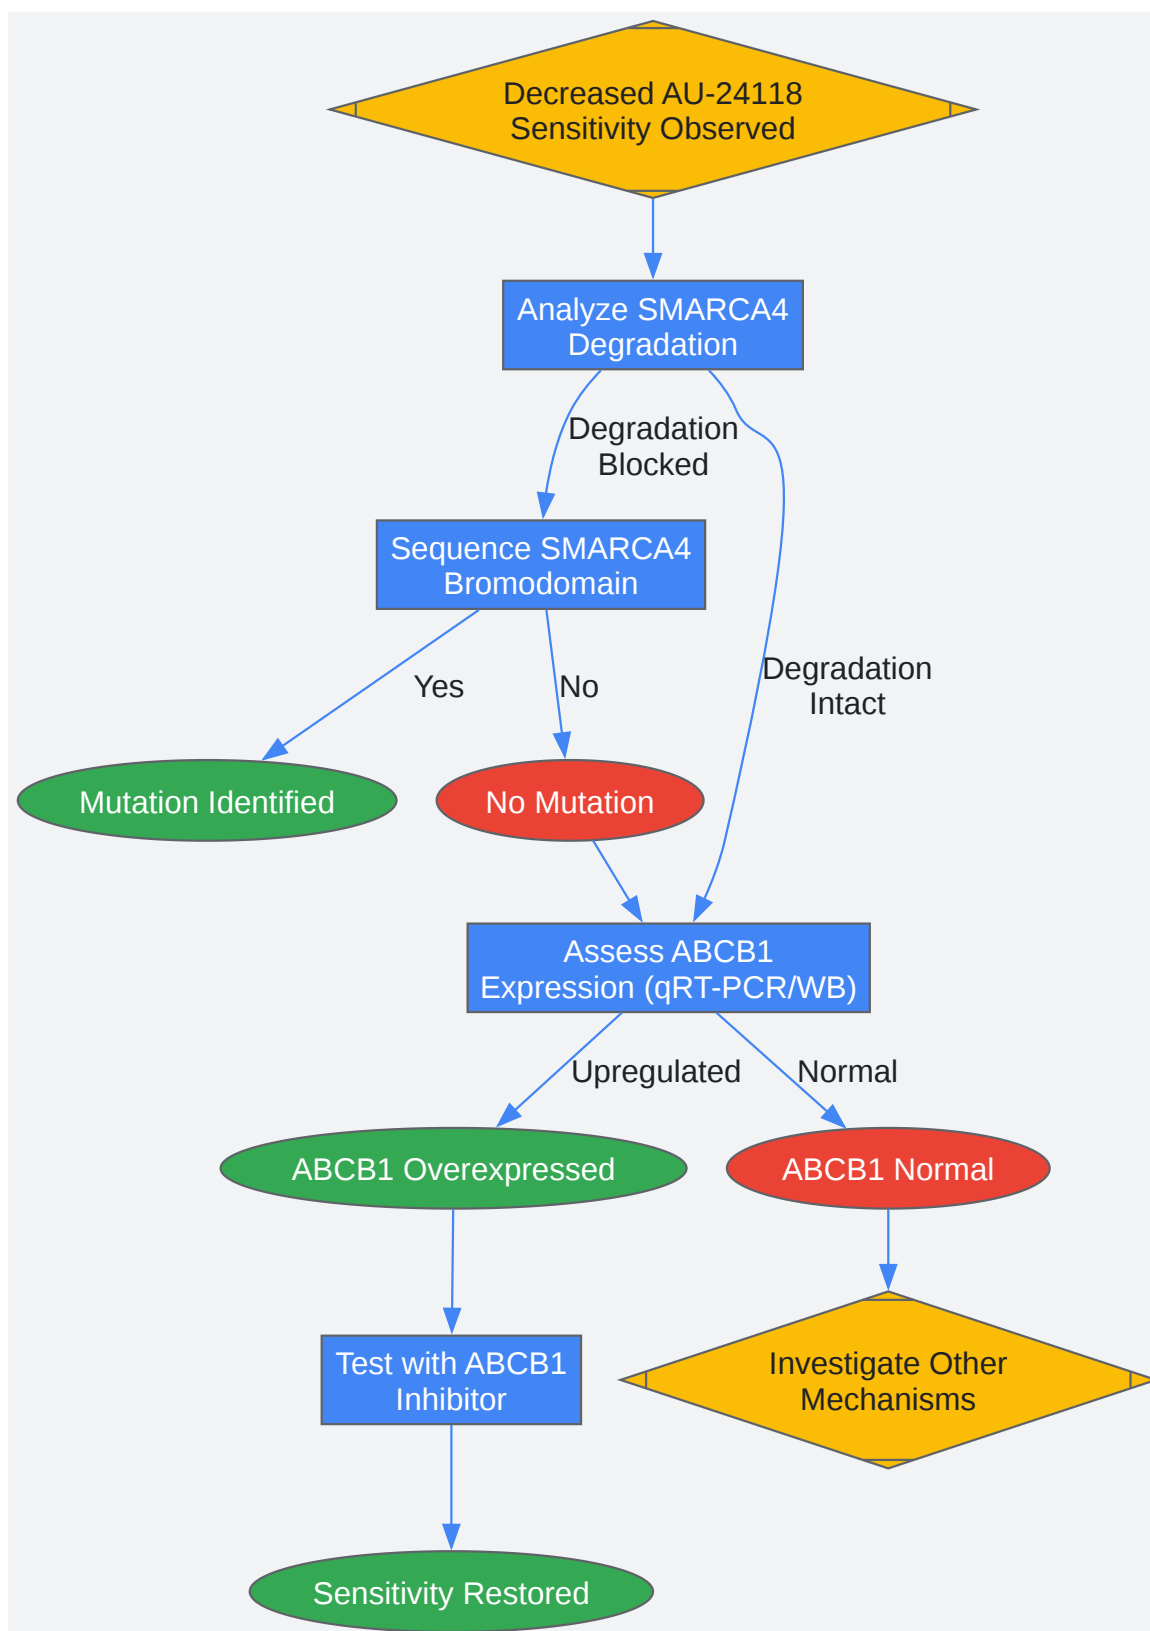 Decreased AU-24118
Sensitivity Observed
Analyze SMARCA4
Degradation
Degradation
Blocked
Sequence SMARCA4
Bromodomain
Degradation
Intact
Yes
No
Mutation Identified
No Mutation
Assess ABCB1
Expression (qRT-PCR/WB)
Upregulated
Normal
ABCB1 Overexpressed
ABCB1 Normal
Test with ABCB1
Inhibitor
Investigate Other
Mechanisms
Sensitivity Restored